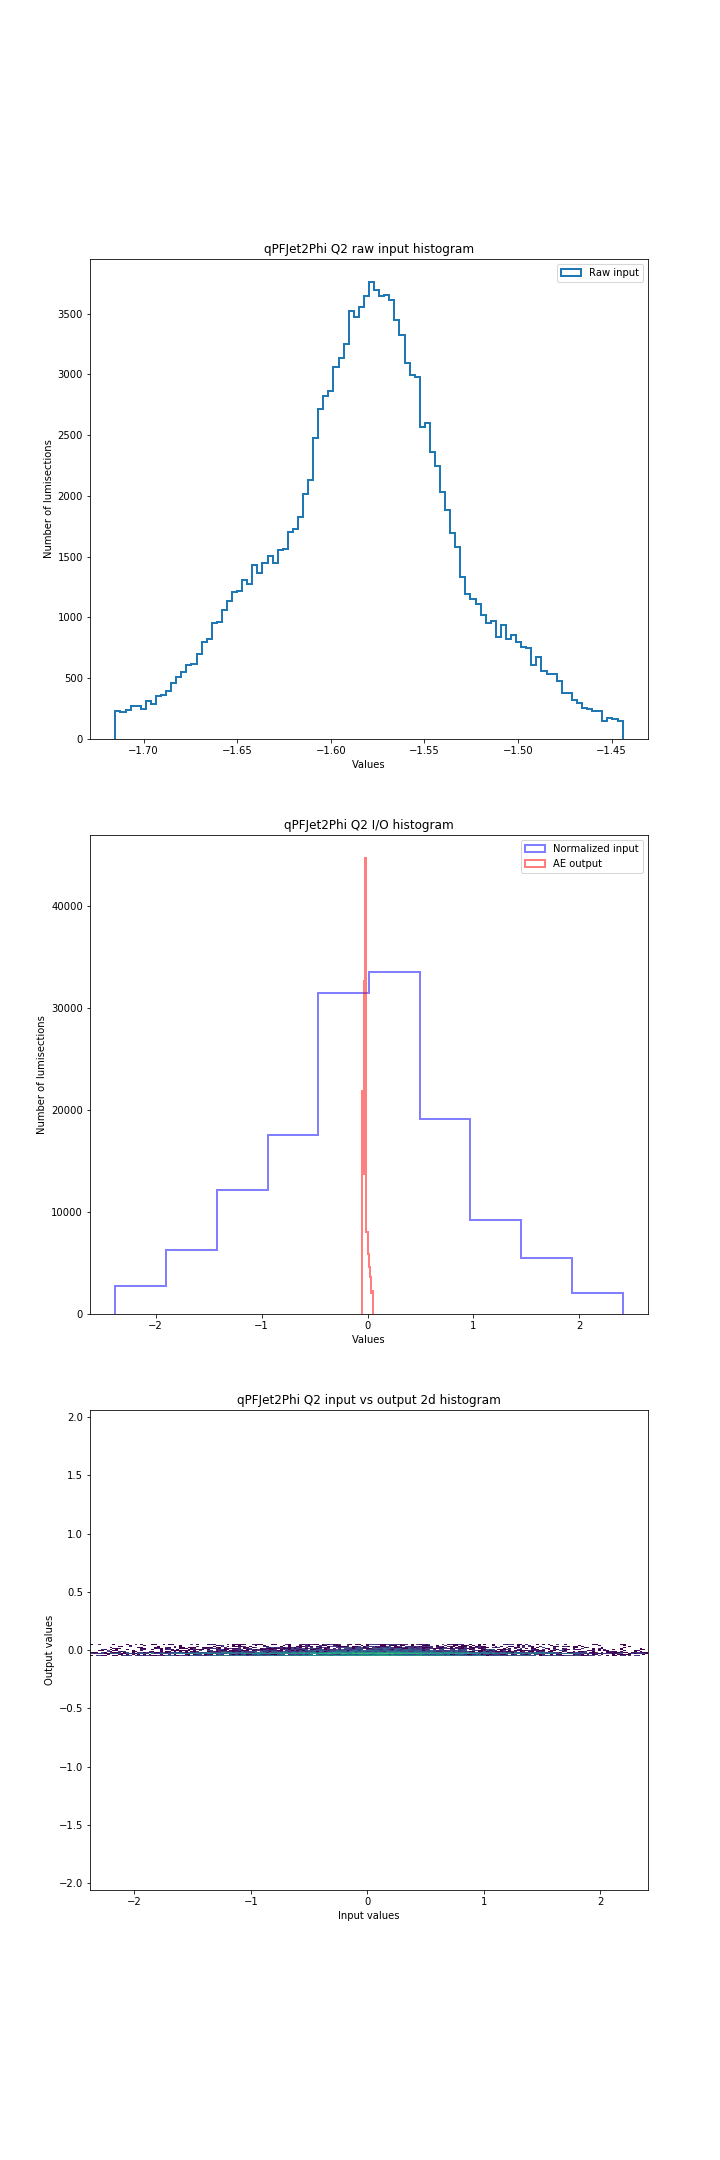 qPFJet2Phi Q2 raw input histogram
Raw input
3500
3000
2500
2000
1500
1000
500
0
Number of lumisections
−1.70 −1.65 −1.60 −1.55 −1.50 −1.45
Values
qPFJet2Phi Q2 I/O histogram
Normalized input
AE output
40000
30000
20000
10000
0
Number of lumisections
−2 −1 0 1 2
Values
qPFJet2Phi Q2 input vs output 2d histogram
2.0
1.5
1.0
0.5
0.0
−0.5
−1.0
−1.5
−2.0
Output values
−2 −1 0 1 2
Input values